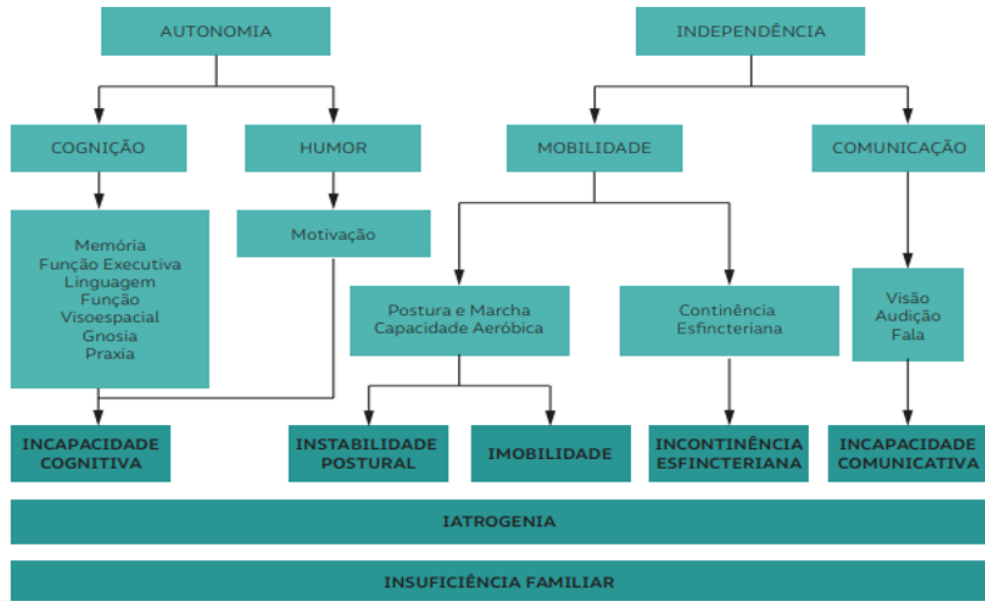 AUTONOMIA
INDEPENDÊNCIA
COGNIÇÃO
HUMOR
MOBILIDADE
COMUNICAÇÃO
Memória
Função Executiva
Linguagem
Função
Visoespacial
Gnosia
Praxia
Motivação
Postura e Marcha
Capacidade Aeróbica
Continência
Esfincteriana
Visão
Audição
Fala
INCAPACIDADE
COGNITIVA
INSTABILIDADE
POSTURAL
IMOBILIDADE
INCONTINÊNCIA
ESFINCTERIANA
INCAPACIDADE
COMUNICATIVA
IATROGENIA
INSUFICIÊNCIA FAMILIAR